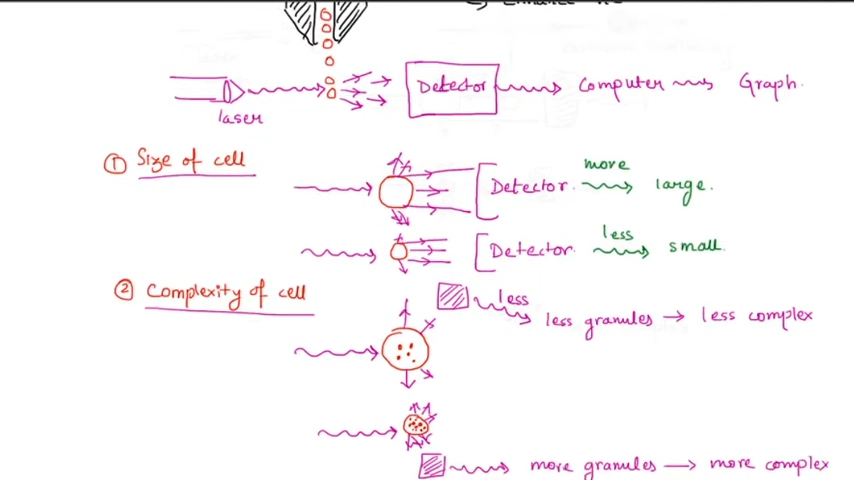 Detector
Computer
Graph.
laser
① Size of cell
Detector.
more
large.
Detector.
less
small.
② Complexity of cell
less
less granules → less complex
more granules → more complex